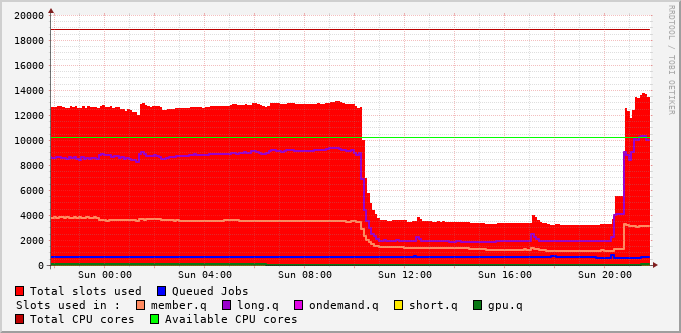 20000
18000
16000
14000
12000
10000
8000
6000
4000
2000
0
Sun 00:00 Sun 04:00 Sun 08:00 Sun 12:00 Sun 16:00 Sun 20:00
RRDTOOL / TOBI OETIKER
Total slots used Queued Jobs
Slots used in : member.q long.q ondemand.q short.q gpu.q
Total CPU cores Available CPU cores